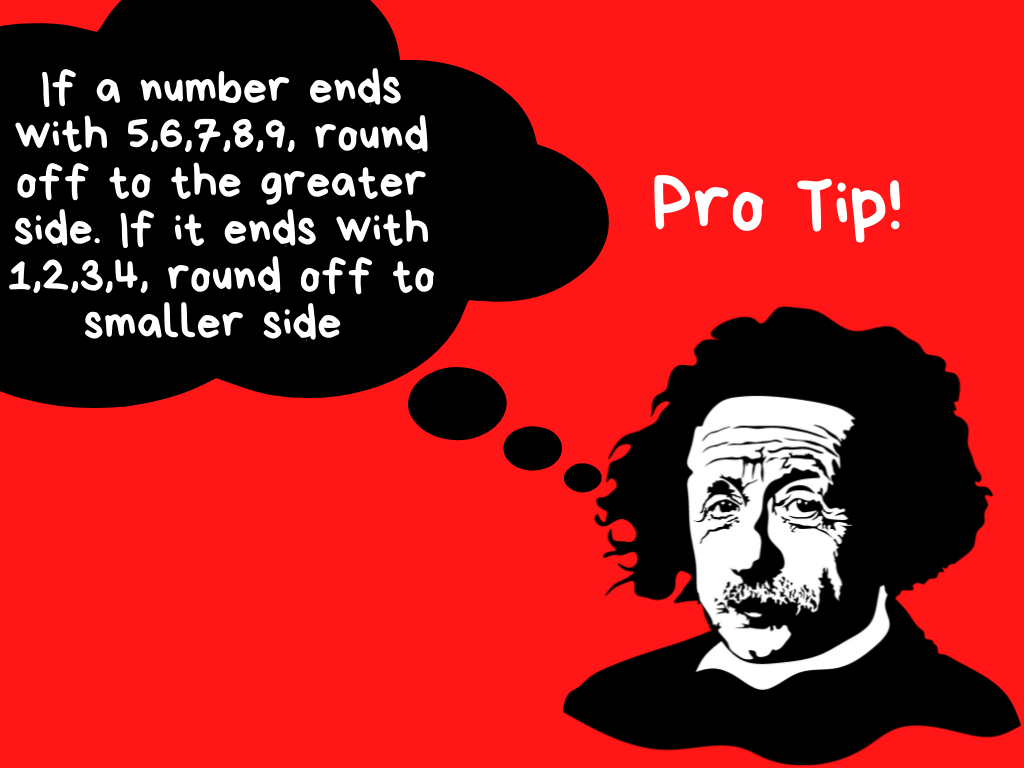 If a number ends
with 5,6,7,8,9, round
off to the greater
side. If it ends with
1,2,3,4, round off to
smaller side
Pro Tip!